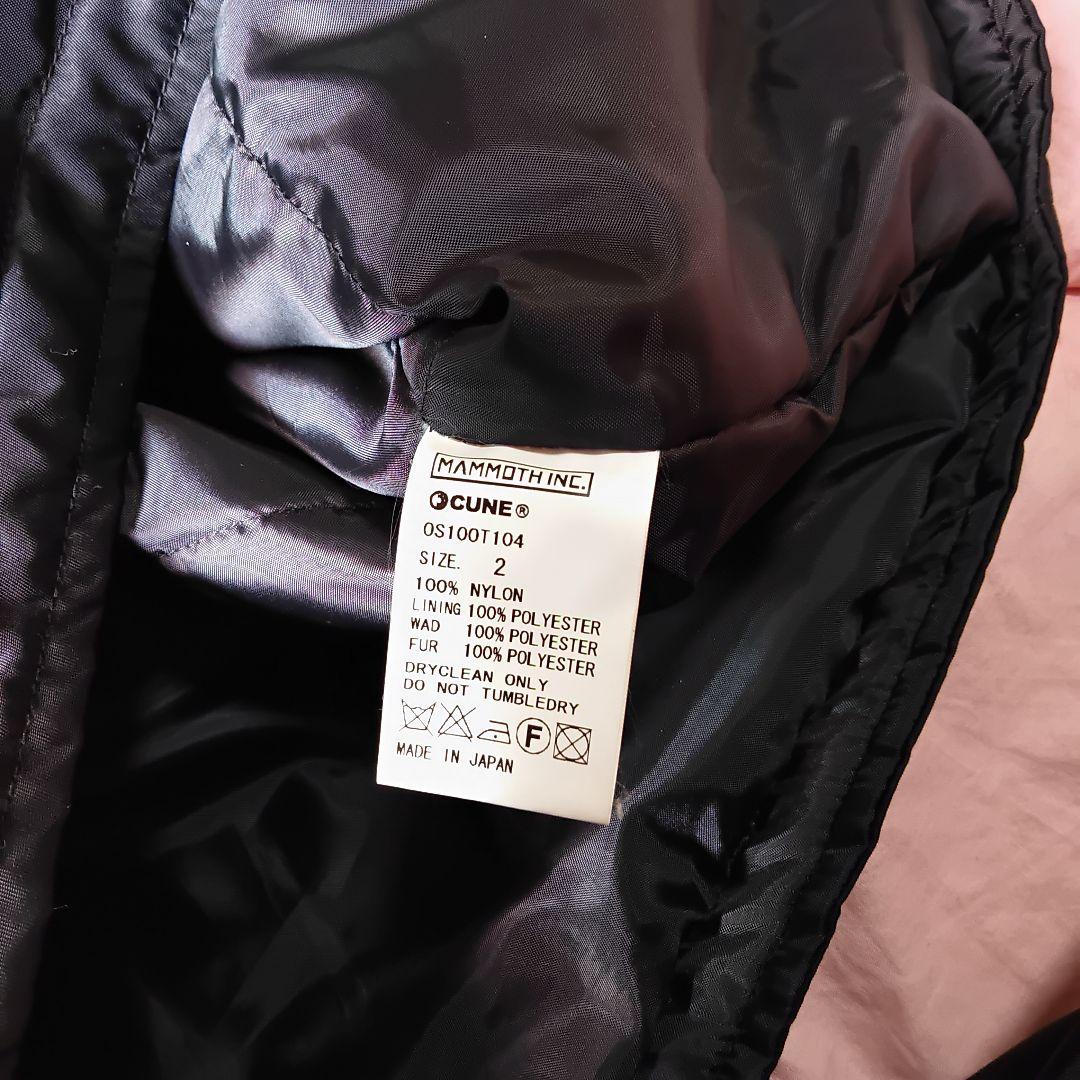 MAMMOTH INC.
CUNE®
OS100T104
SIZE. 2
100% NYLON
LINING 100% POLYESTER
WAD 100% POLYESTER
FUR 100% POLYESTER
DRYCLEAN ONLY
DO NOT TUMBLEDRY
F
MADE IN JAPAN